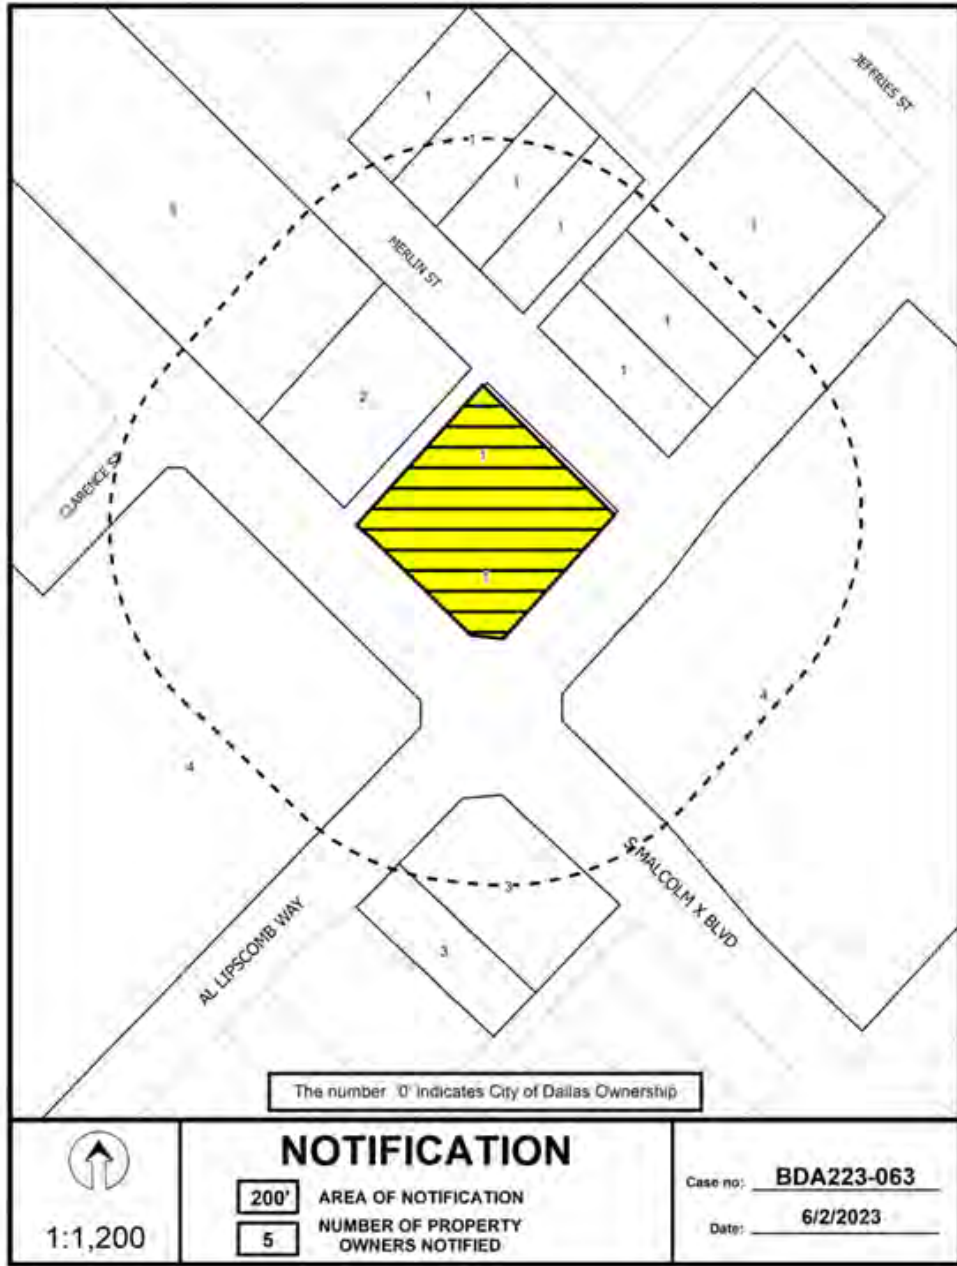 JEFFRIES ST
1
1
1
1
1
MERLIN ST
1
1
2
1
CLARENCE ST
1
4
4
3
S MALCOLM X BLVD
AL LIPSCOMB WAY
3
The number '0' indicates City of Dallas Ownership
1:1,200
NOTIFICATION
200' AREA OF NOTIFICATION
5 NUMBER OF PROPERTY
OWNERS NOTIFIED
Case no: BDA223-063
Date: 6/2/2023